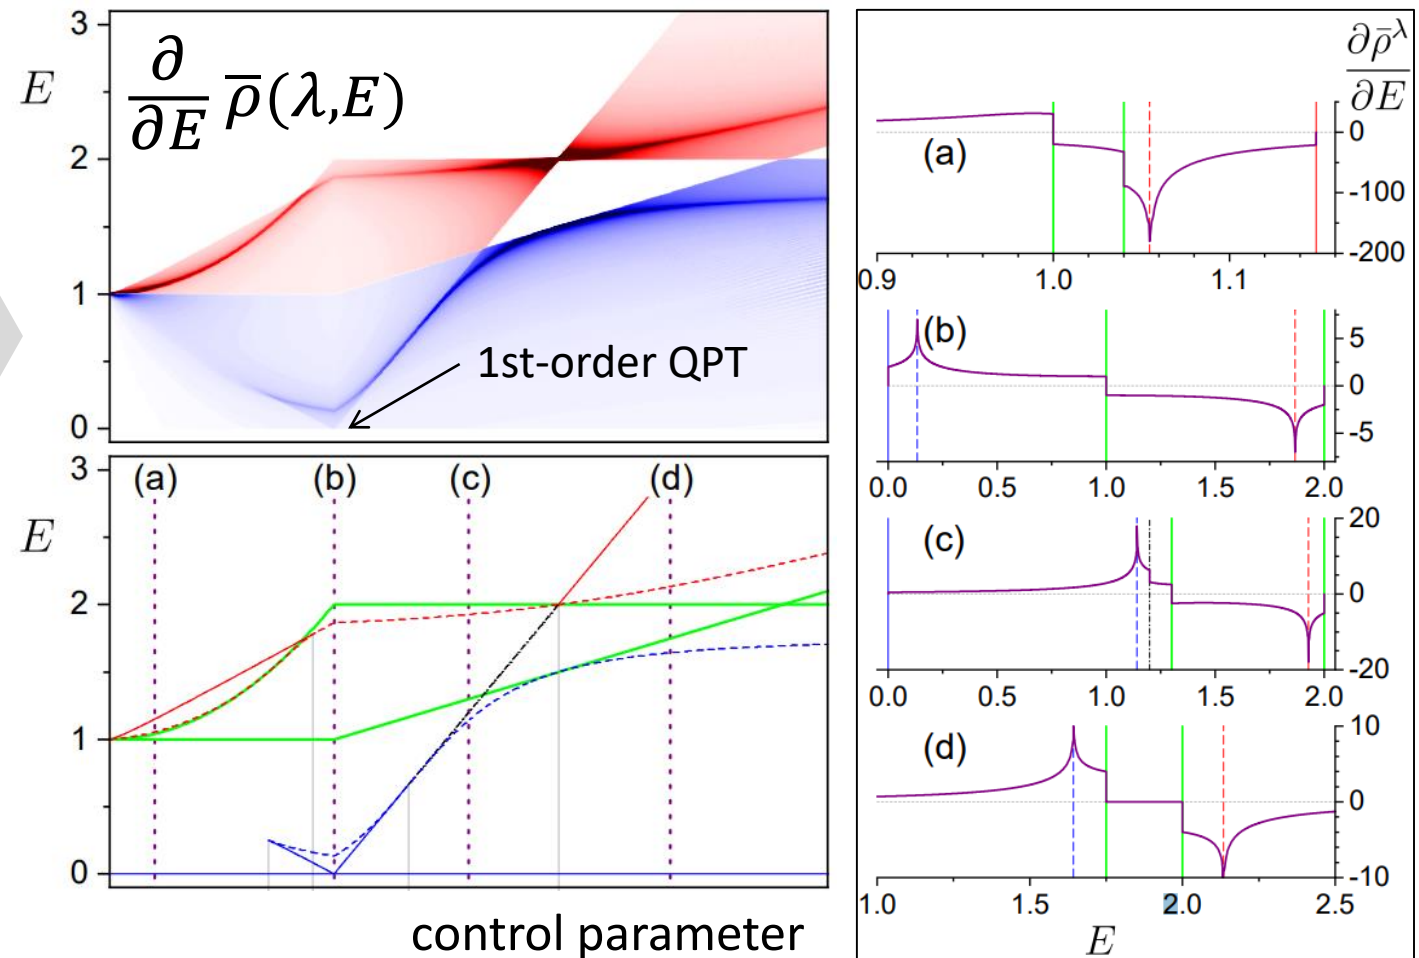 3
E
2
1
0
∂/∂E ρ̄(λ,E)
1st-order QPT
3
E
2
1
0
(a) (b) (c) (d)
control parameter
∂ρ̄^λ/∂E
(a)
0
-100
-200
0.9 1.0 1.1
(b)
5
0
-5
0.0 0.5 1.0 1.5 2.0
(c)
20
0
-20
0.0 0.5 1.0 1.5 2.0
(d)
10
0
-10
1.0 1.5 2.0 2.5
E